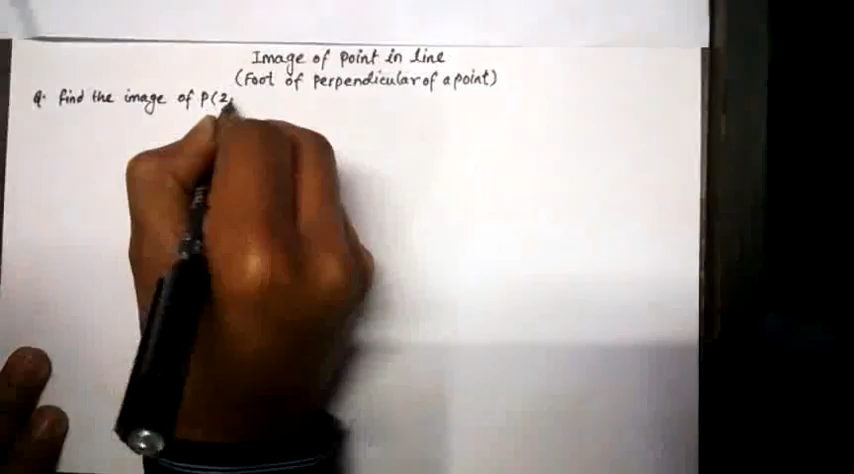 Image of Point in line
(Foot of perpendicular of a point)
Q. find the image of P(2,